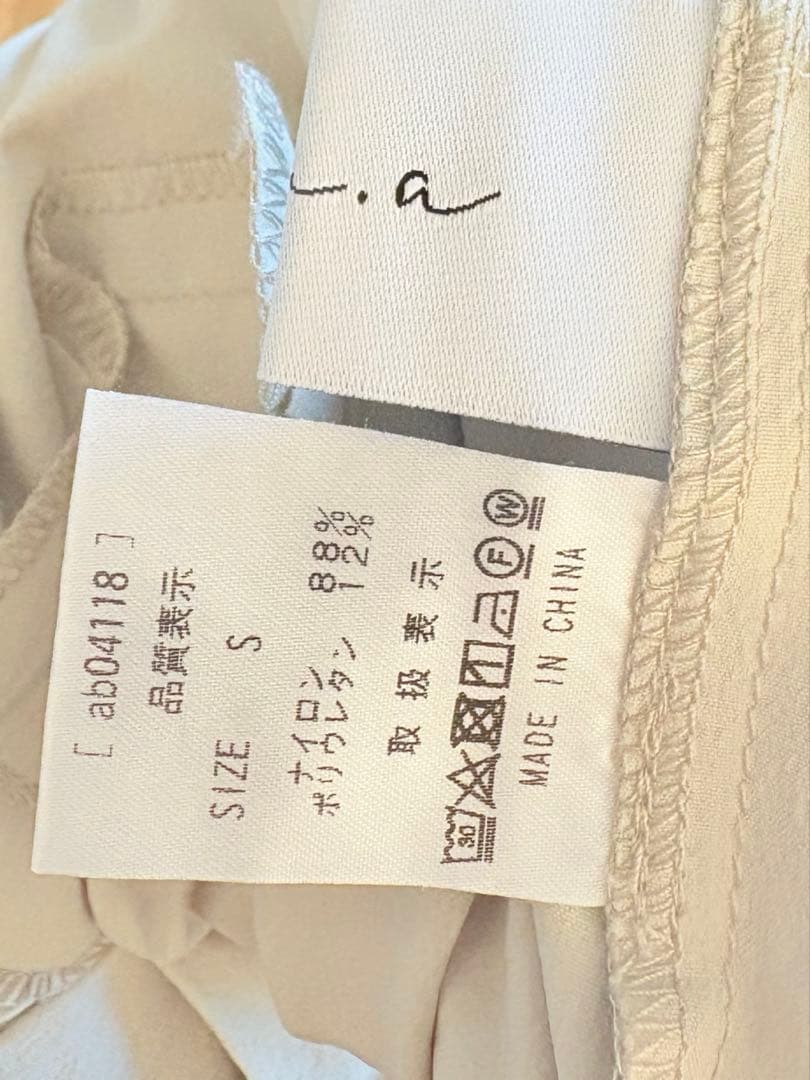 .a
[ ab04118 ]
品質表示
SIZE S
ナイロン 88%
ポリウレタン 12%
取扱表示
30 F W
MADE IN CHINA